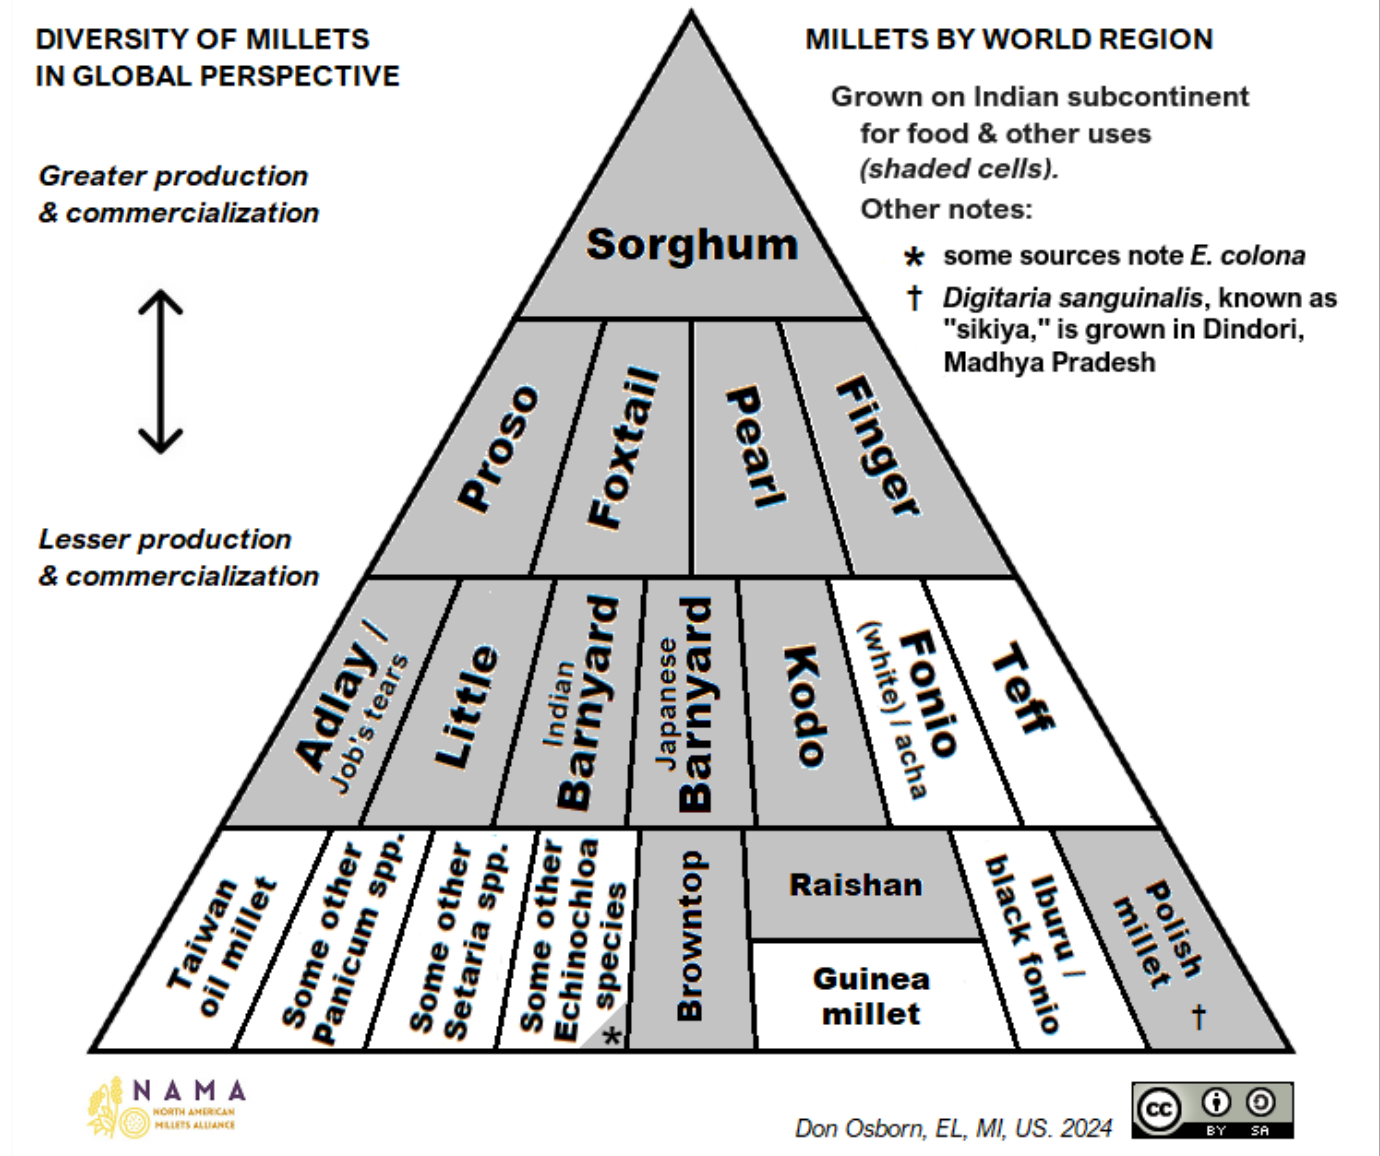 DIVERSITY OF MILLETS
IN GLOBAL PERSPECTIVE
MILLETS BY WORLD REGION
Grown on Indian subcontinent
for food & other uses
(shaded cells).
Other notes:
* some sources note E. colona
† Digitaria sanguinalis, known as
"sikiya," is grown in Dindori,
Madhya Pradesh
Greater production
& commercialization
Lesser production
& commercialization
Sorghum
Proso
Foxtail
Pearl
Finger
Adlay /
Job's tears
Little
Indian
Barnyard
Japanese
Barnyard
Kodo
Fonio
(white) / acha
Teff
Taiwan
oil millet
Some other
Panicum spp.
Some other
Setaria spp.
Some other
Echinochloa
species
*
Browntop
Raishan
Guinea
millet
Iburu /
black fonio
Polish
millet
†
NAMA
NORTH AMERICAN
MILLETS ALLIANCE
Don Osborn, EL, MI, US. 2024
cc
BY SA